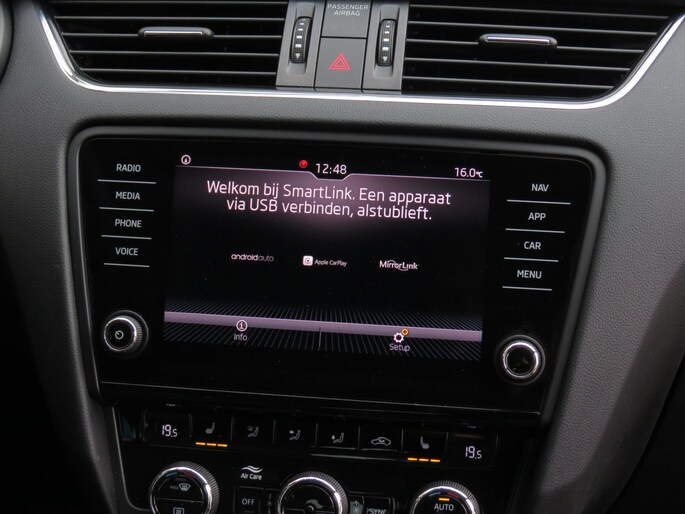 PASSENGER
AIRBAG
RADIO
MEDIA
PHONE
VOICE
12:48
16.0°C
Welkom bij SmartLink. Een apparaat
via USB verbinden, alstublieft.
androidauto
Apple CarPlay
MirrorLink
Info
Setup
NAV
APP
CAR
MENU
19.5
19.5
Air Care
OFF
SYNC
AUTO